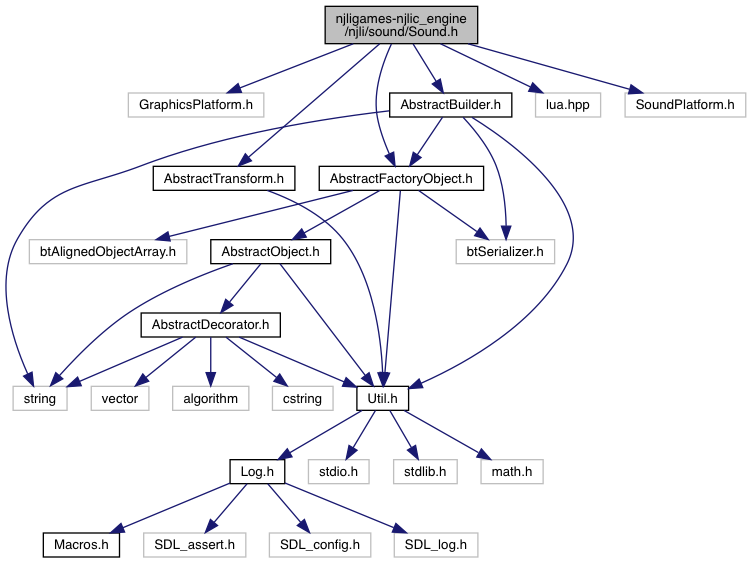 njligames-njlic_engine
/njli/sound/Sound.h
GraphicsPlatform.h
AbstractBuilder.h
lua.hpp
SoundPlatform.h
AbstractTransform.h
AbstractFactoryObject.h
btAlignedObjectArray.h
AbstractObject.h
btSerializer.h
AbstractDecorator.h
string
vector
algorithm
cstring
Util.h
Log.h
stdio.h
stdlib.h
math.h
Macros.h
SDL_assert.h
SDL_config.h
SDL_log.h